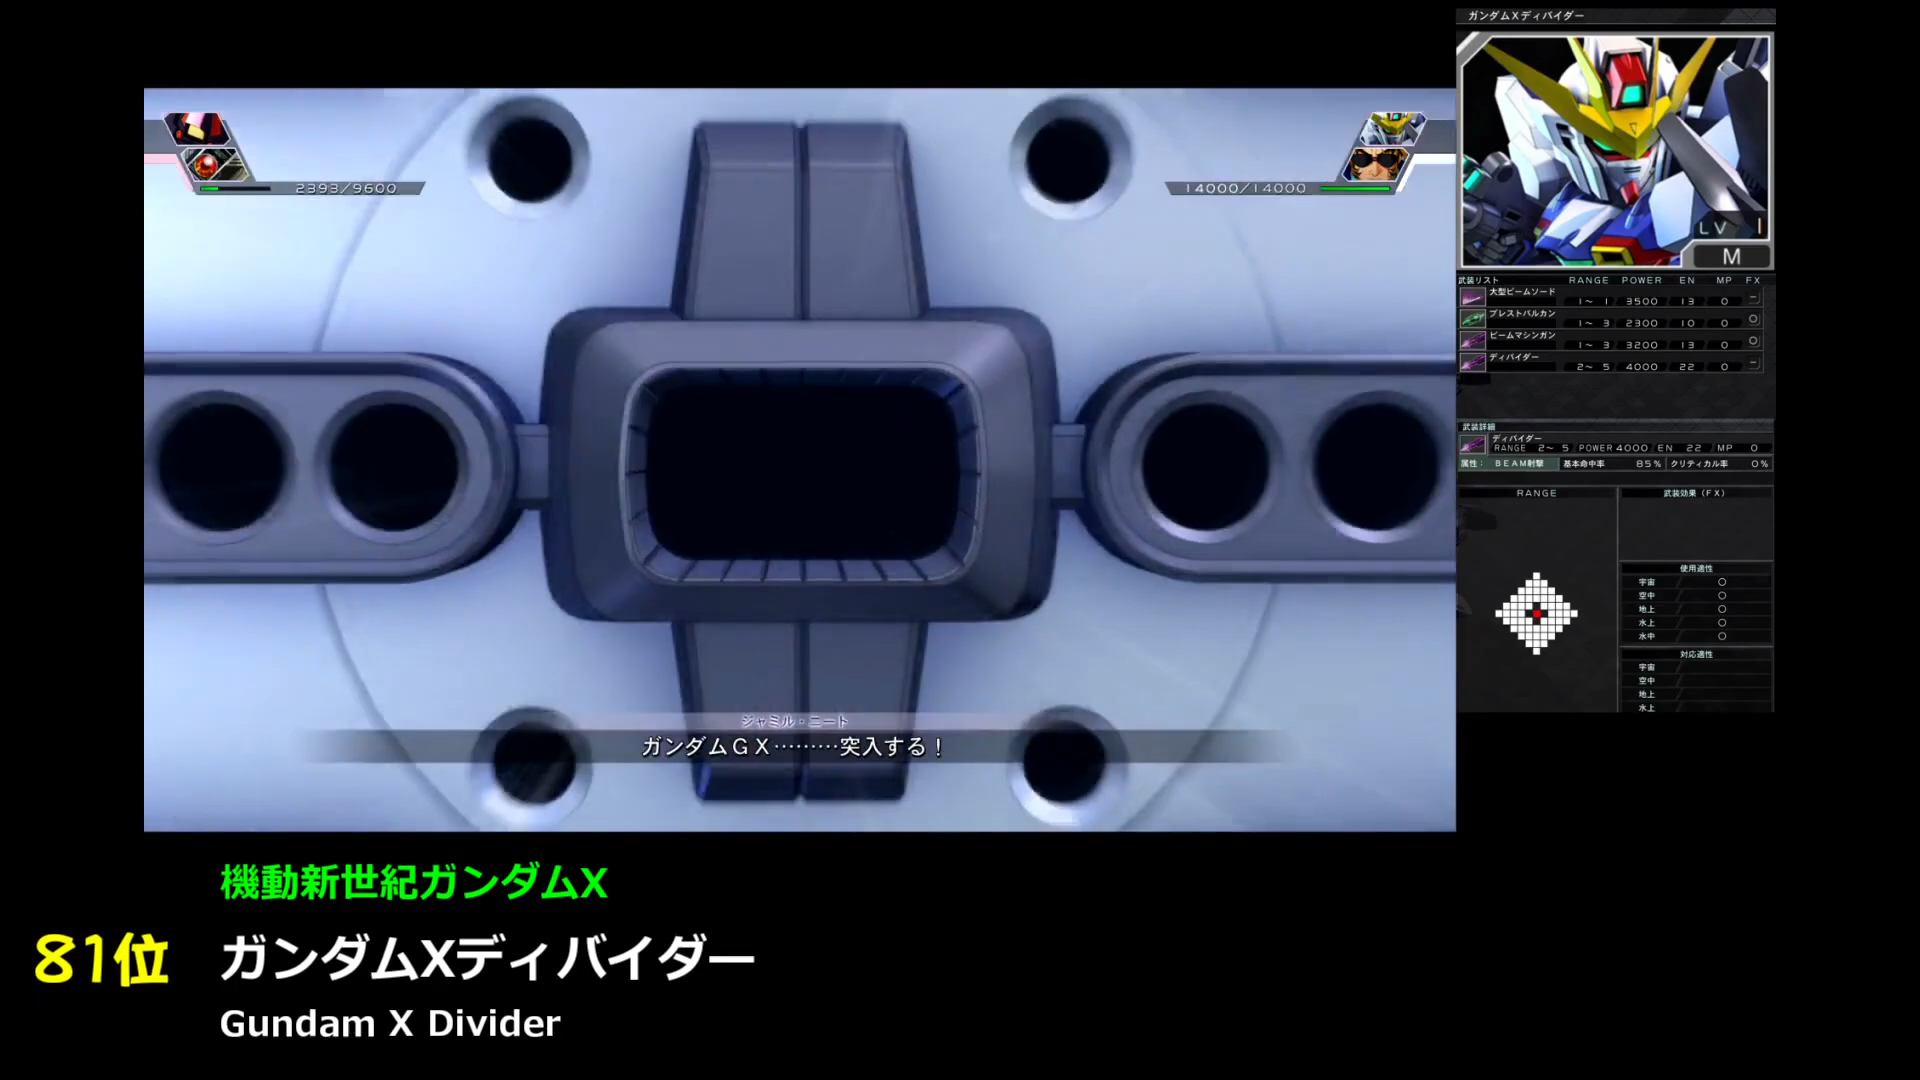 ガンダムXディバイダー
LV 1
M
2393/9600
14000/14000
武装リスト RANGE POWER EN MP FX
大型ビームソード
1～ 1 3500 13 0 －
ブレストバルカン
1～ 3 2300 10 0 ○
ビームマシンガン
1～ 3 3200 13 0 ○
ディバイダー
2～ 5 4000 22 0 －
武装詳細
ディバイダー
RANGE 2～ 5 POWER 4000 EN 22 MP 0
属性： BEAM射撃 基本命中率 85% クリティカル率 0%
RANGE
武装効果（FX）
使用適性
宇宙 ○
空中 ○
地上 ○
水上 ○
水中 ○
対応適性
宇宙
空中
地上
水上
ジャミル・ニート
ガンダムGX………突入する！
機動新世紀ガンダムX
81位 ガンダムXディバイダー
Gundam X Divider